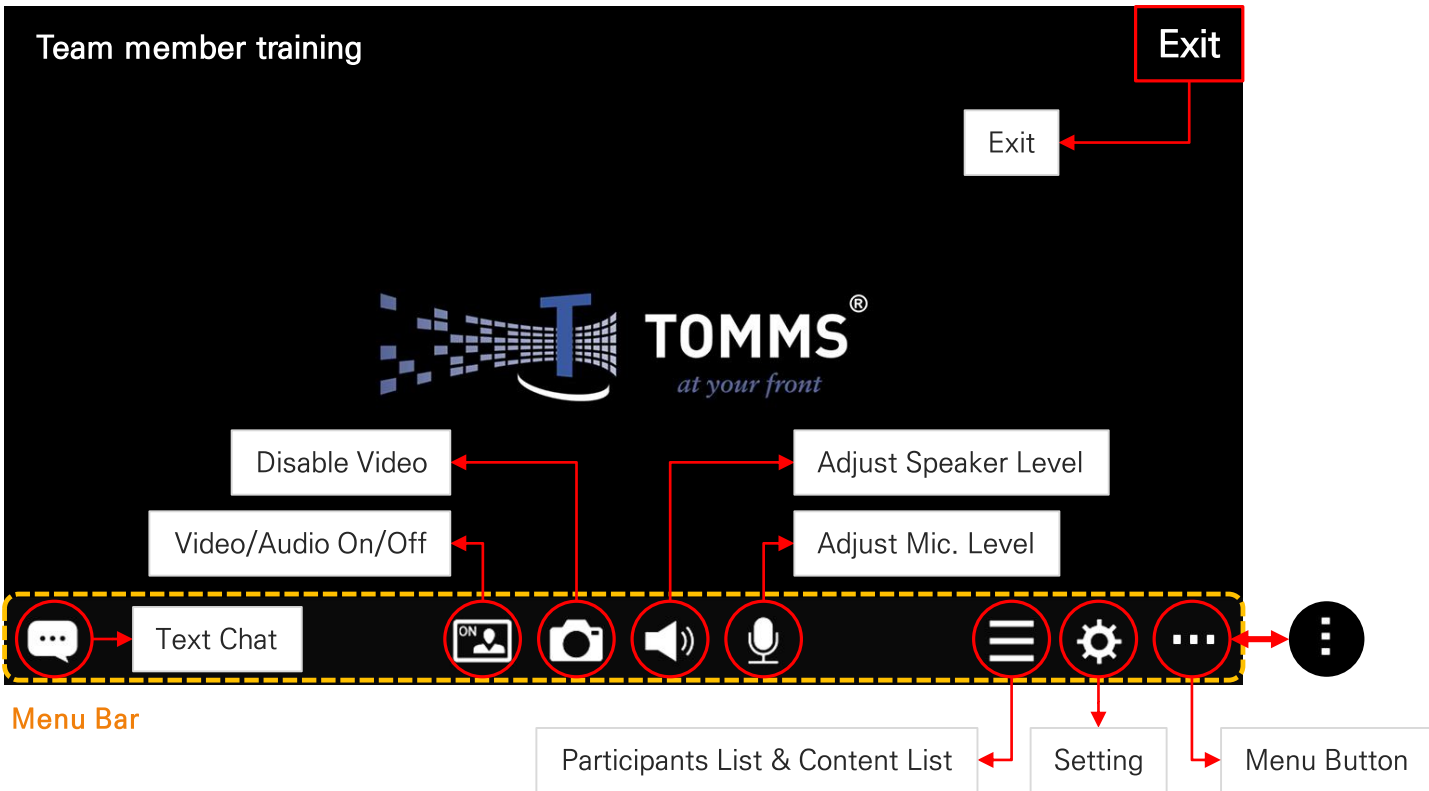 Team member training
Exit
Exit
TOMMS®
at your front
Disable Video
Adjust Speaker Level
Video/Audio On/Off
Adjust Mic. Level
Text Chat
ON
Menu Bar
Participants List & Content List
Setting
Menu Button